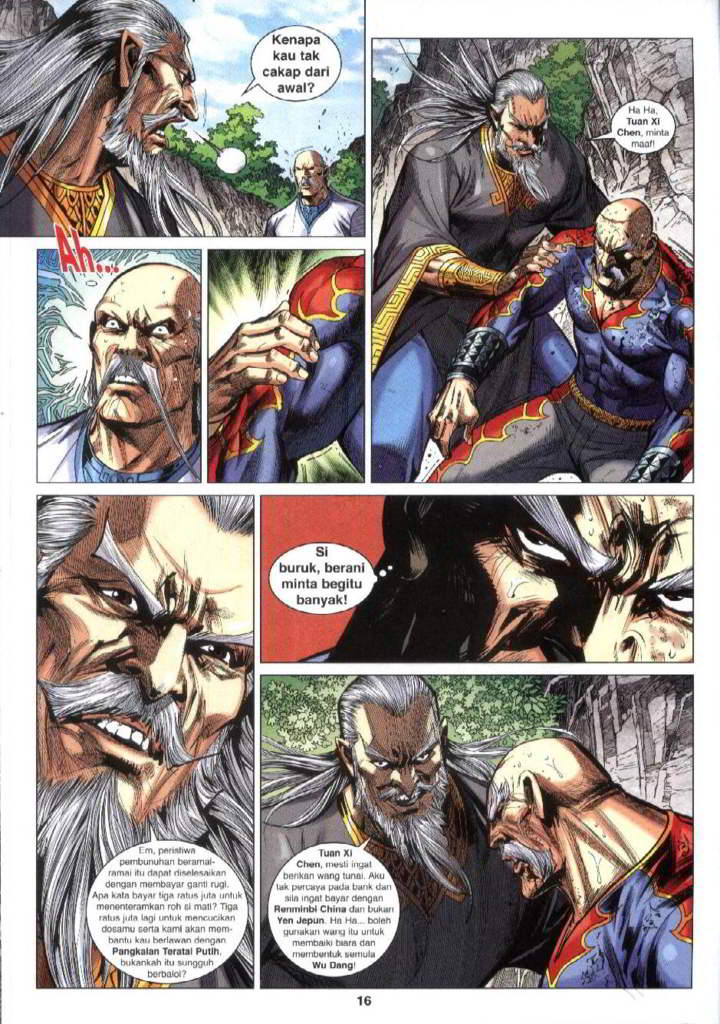 Kenapa
kau tak
cakap dari
awal?
Ha Ha,
Tuan Xi
Chen, minta
maaf!
Ah...
Si
buruk, berani
minta begitu
banyak!
Em, peristiwa
pembunuhan beramai-
ramai itu dapat diselesaikan
dengan membayar ganti rugi.
Apa kata bayar tiga ratus juta untuk
menenteramkan roh si mati? Tiga
ratus juta lagi untuk mencucikan
dosamu serta kami akan mem-
bantu kau berlawan dengan
Pangkalan Teratai Putih,
bukankah itu sungguh
berbaloi?
Tuan Xi
Chen, mesti ingat
berikan wang tunai. Aku
tak percaya pada bank dan
sila ingat bayar dengan
Renminbi China dan bukan
Yen Jepun. Ha Ha... boleh
gunakan wang itu untuk
membaiki biara dan
membentuk semula
Wu Dang!
16